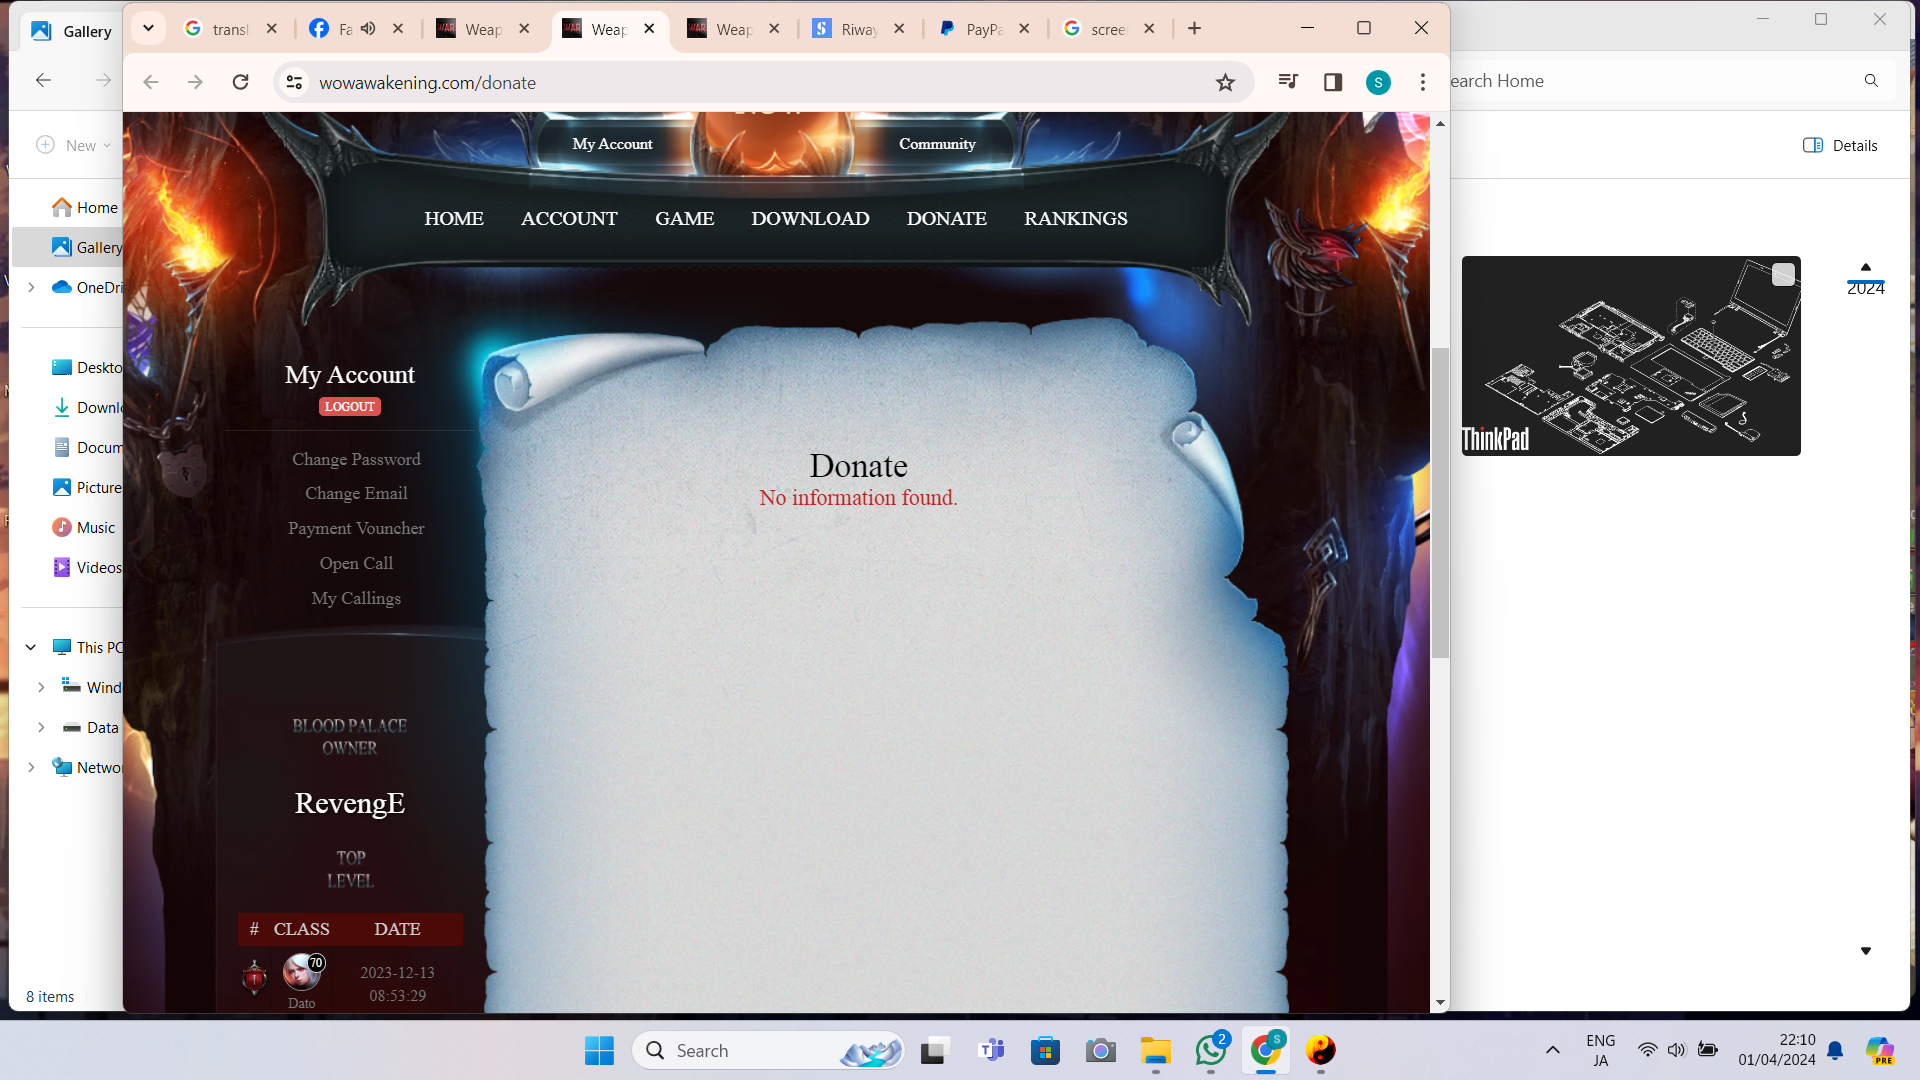 Gallery
transl
Fa
Weap
Weap
Weap
Riway
PayPa
scree
wowawakening.com/donate
earch Home
New
Details
My Account
Community
HOME
ACCOUNT
GAME
DOWNLOAD
DONATE
RANKINGS
Home
Gallery
OneDri
Deskto
Downlo
Docum
Picture
Music
Videos
This PC
Wind
Data
Networ
8 items
My Account
LOGOUT
Change Password
Change Email
Payment Vouncher
Open Call
My Callings
BLOOD PALACE
OWNER
RevengE
TOP
LEVEL
# CLASS DATE
70
Dato
2023-12-13
08:53:29
Donate
No information found.
ThinkPad
2024
Search
2
S
S
ENG
JA
22:10
01/04/2024
PRE